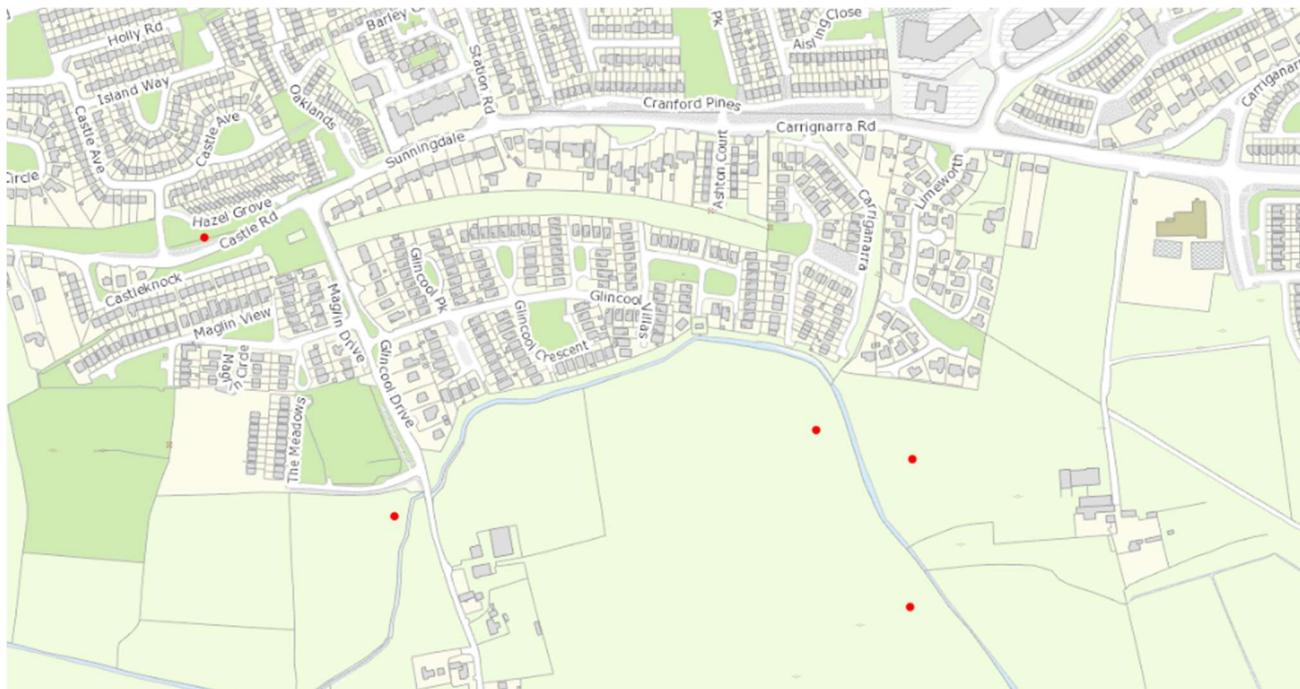 Holly Rd
Barley
Station Rd
Close
Aisling
Pk
Island Way
Oaklands
Castle Ave
Castle Ave
Cranford Pines
Carrignarra Rd
Sunningdale
Circle
Ashton Court
Limeworth
Hazel Grove
Castle Rd
Carriganarra
Castleknock
Glincool Pk
Glincool
Villas
Maglin View
Maglin Drive
Glincool Crescent
Circle
Glincool Drive
The Meadows